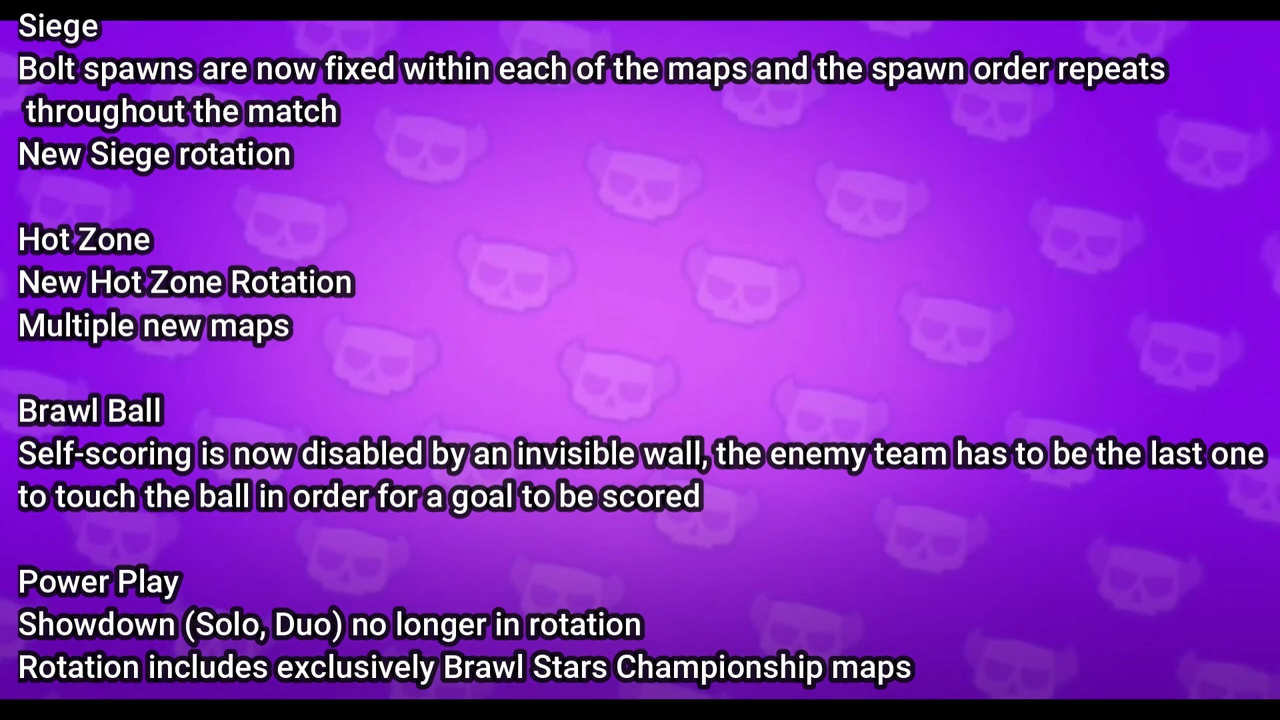 Siege
Bolt spawns are now fixed within each of the maps and the spawn order repeats
throughout the match
New Siege rotation
Hot Zone
New Hot Zone Rotation
Multiple new maps
Brawl Ball
Self-scoring is now disabled by an invisible wall, the enemy team has to be the last one
to touch the ball in order for a goal to be scored
Power Play
Showdown (Solo, Duo) no longer in rotation
Rotation includes exclusively Brawl Stars Championship maps